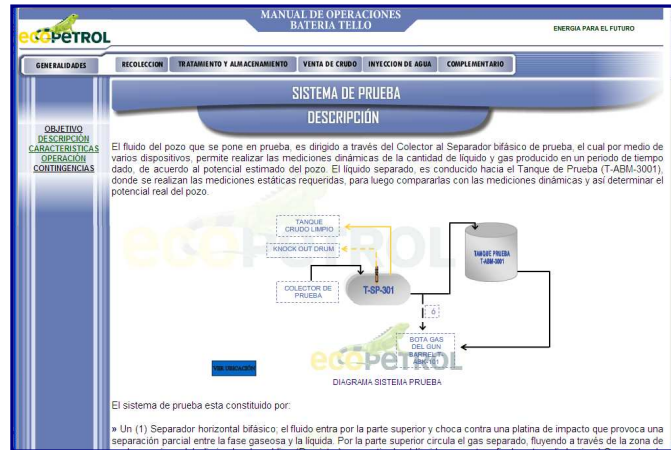 MANUAL DE OPERACIONES
BATERIA TELLO
ecopetrol
ENERGIA PARA EL FUTURO
GENERALIDADES
RECOLECCION
TRATAMIENTO Y ALMACENAMIENTO
VENTA DE CRUDO
INYECCION DE AGUA
COMPLEMENTARIO
SISTEMA DE PRUEBA
DESCRIPCIÓN
OBJETIVO
DESCRIPCIÓN
CARACTERISTICAS
OPERACIÓN
CONTINGENCIAS
El fluido del pozo que se pone en prueba, es dirigido a través del Colector al Separador bifásico de prueba, el cual por medio de
varios dispositivos, permite realizar las mediciones dinámicas de la cantidad de líquido y gas producido en un periodo de tiempo
dado, de acuerdo al potencial estimado del pozo. El líquido separado, es conducido hacia el Tanque de Prueba (T-ABM-3001),
donde se realizan las mediciones estáticas requeridas, para luego compararlas con las mediciones dinámicas y así determinar el
potencial real del pozo.
ecopetrol
TANQUE
CRUDO LIMPIO
KNOCK OUT DRUM
COLECTOR DE
PRUEBA
T-SP-301
TANQUE PRUEBA
T-ABM-3001
6
BOTA GAS
DEL GUN
BARREL T-
ecopetrol
VER UBICACIÓN
DIAGRAMA SISTEMA PRUEBA
El sistema de prueba esta constituido por:
» Un (1) Separador horizontal bifásico; el fluido entra por la parte superior y choca contra una platina de impacto que provoca una
separación parcial entre la fase gaseosa y la líquida. Por la parte superior circula el gas separado, fluyendo a través de la zona de